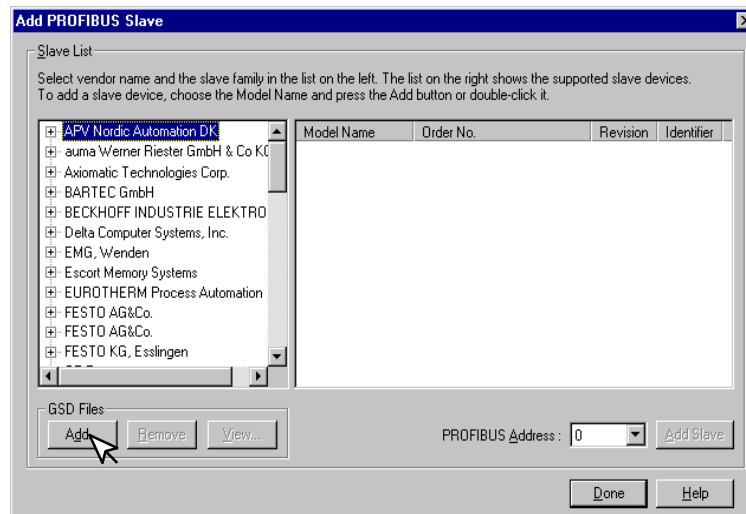 Add PROFIBUS Slave
Slave List
Select vendor name and the slave family in the list on the left. The list on the right shows the supported slave devices.
To add a slave device, choose the Model Name and press the Add button or double-click it.
APV Nordic Automation DK
auma Werner Riester GmbH & Co KG
Axiomatic Technologies Corp.
BARTEC GmbH
BECKHOFF INDUSTRIE ELEKTRO
Delta Computer Systems, Inc.
EMG, Wenden
Escort Memory Systems
EUROTHERM Process Automation
FESTO AG&Co.
FESTO AG&Co.
FESTO KG, Esslingen
Model Name Order No. Revision Identifier
GSD Files
Add... Remove View...
PROFIBUS Address : 0 Add Slave
Done Help